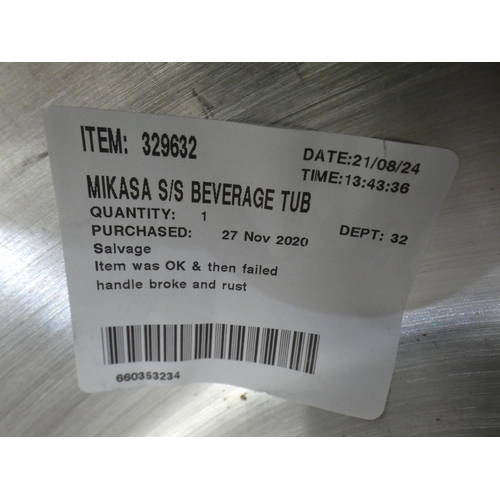 ITEM: 329632
DATE:21/08/24
TIME:13:43:36
MIKASA S/S BEVERAGE TUB
QUANTITY: 1
PURCHASED: 27 Nov 2020 DEPT: 32
Salvage
Item was OK & then failed
handle broke and rust
660353234